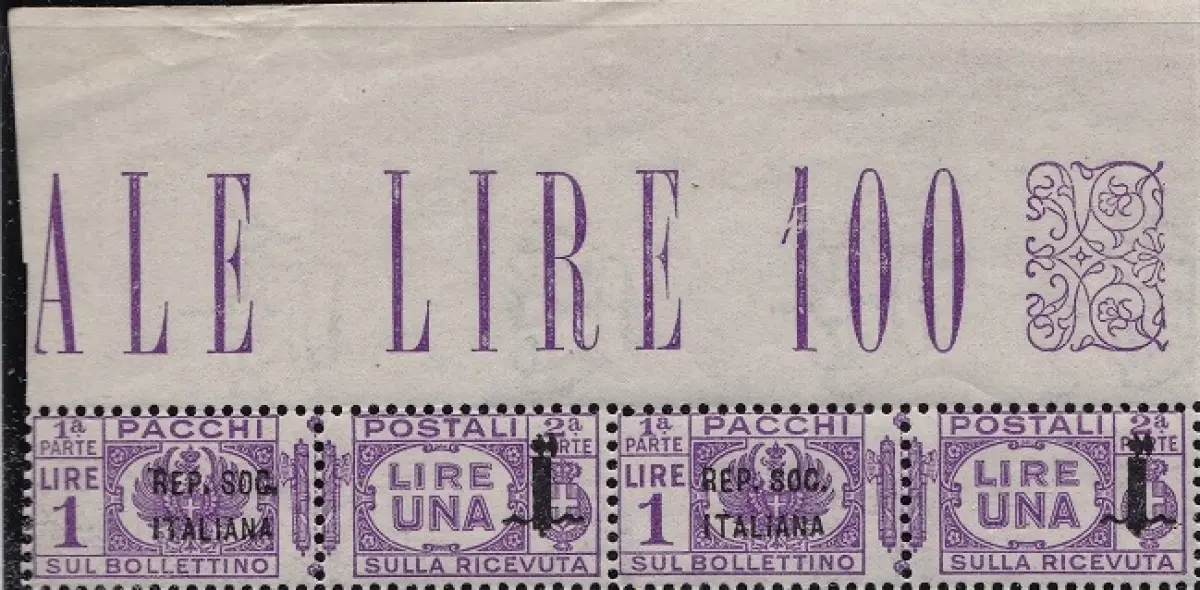 ALE LIRE 100
1a PARTE PACCHI POSTALI 2a PARTE 1a PARTE PACCHI POSTALI 2a PARTE
LIRE 1 REP. SOC. LIRE LIRE 1 REP. SOC. LIRE
ITALIANA UNA ITALIANA UNA
SUL BOLLETTINO SULLA RICEVUTA SUL BOLLETTINO SULLA RICEVUTA